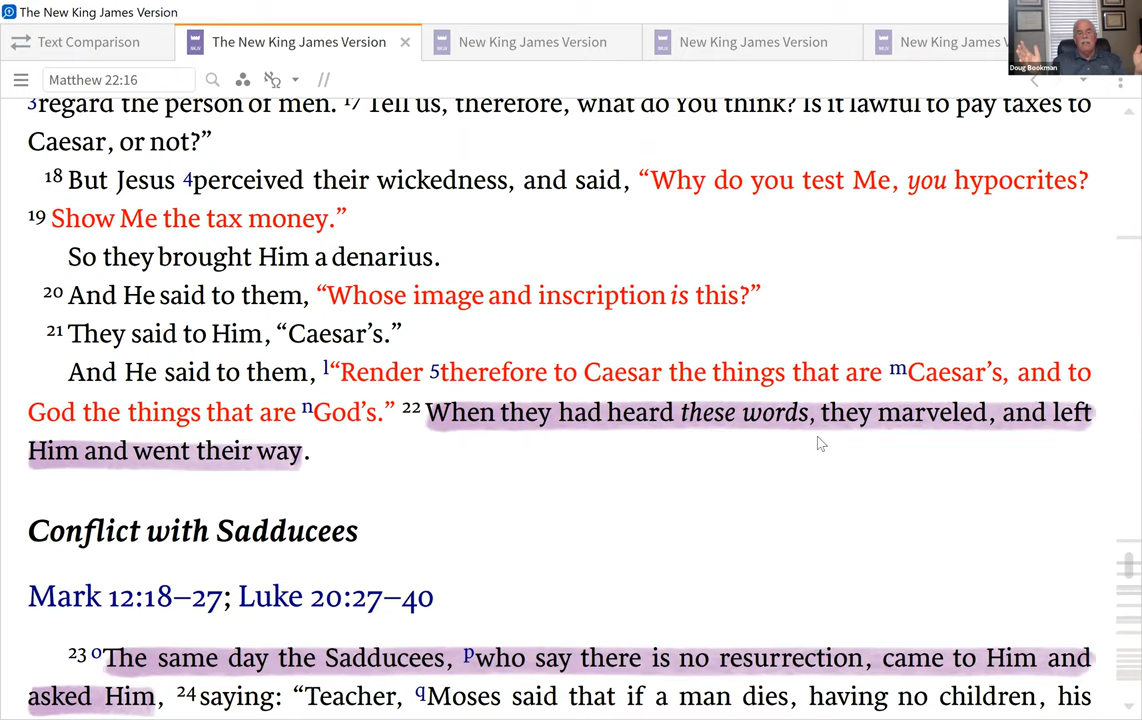 The New King James Version
Text Comparison
The New King James Version
New King James Version
New King James Version
New King James V
Doug Bookman
Matthew 22:16
3regard the person of men. 17 Tell us, therefore, what do You think? Is it lawful to pay taxes to
Caesar, or not?”
18 But Jesus 4perceived their wickedness, and said, “Why do you test Me, you hypocrites?
19 Show Me the tax money.”
So they brought Him a denarius.
20 And He said to them, “Whose image and inscription is this?”
21 They said to Him, “Caesar’s.”
And He said to them, l“Render 5therefore to Caesar the things that are mCaesar’s, and to
God the things that are nGod’s.” 22 When they had heard these words, they marveled, and left
Him and went their way.
Conflict with Sadducees
Mark 12:18–27; Luke 20:27–40
23 oThe same day the Sadducees, pwho say there is no resurrection, came to Him and
asked Him, 24 saying: “Teacher, qMoses said that if a man dies, having no children, his